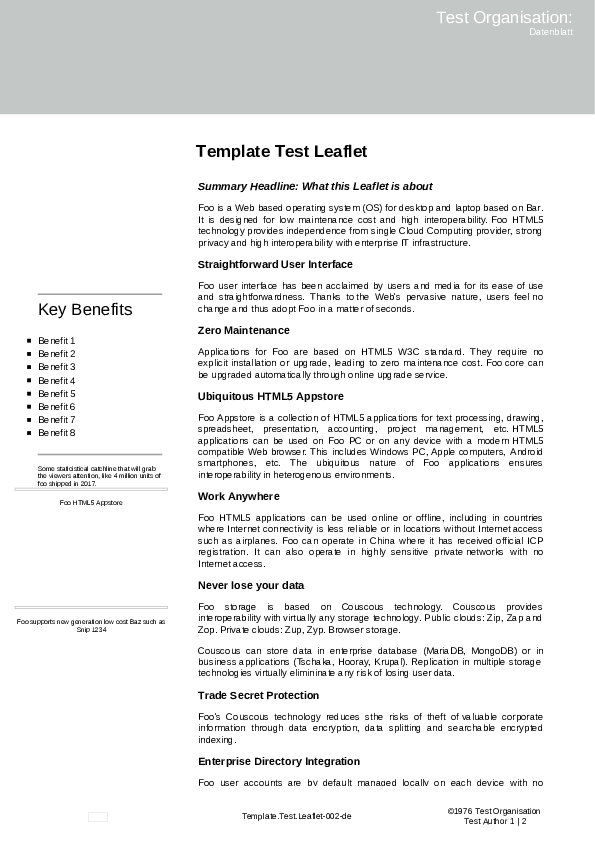 Test Organisation:
Datenblatt
Template Test Leaflet
Summary Headline: What this Leaflet is about
Foo is a Web based operating system (OS) for desktop and laptop based on Bar.
It is designed for low maintenance cost and high interoperability. Foo HTML5
technology provides independence from single Cloud Computing provider, strong
privacy and high interoperability with enterprise IT infrastructure.
Straightforward User Interface
Foo user interface has been acclaimed by users and media for its ease of use
and straightforwardness. Thanks to the Web's pervasive nature, users feel no
change and thus adopt Foo in a matter of seconds.
Zero Maintenance
Applications for Foo are based on HTML5 W3C standard. They require no
explicit installation or upgrade, leading to zero maintenance cost. Foo core can
be upgraded automatically through online upgrade service.
Ubiquitous HTML5 Appstore
Foo Appstore is a collection of HTML5 applications for text processing, drawing,
spreadsheet, presentation, accounting, project management, etc. HTML5
applications can be used on Foo PC or on any device with a modern HTML5
compatible Web browser. This includes Windows PC, Apple computers, Android
smartphones, etc. The ubiquitous nature of Foo applications ensures
interoperability in heterogenous environments.
Work Anywhere
Foo HTML5 applications can be used online or offline, including in countries
where Internet connectivity is less reliable or in locations without Internet access
such as airplanes. Foo can operate in China where it has received official ICP
registration. It can also operate in highly sensitive private networks with no
Internet access.
Never lose your data
Foo storage is based on Couscous technology. Couscous provides
interoperability with virtually any storage technology. Public clouds: Zip, Zap and
Zop. Private clouds: Zup, Zyp. Browser storage.
Couscous can store data in enterprise database (MariaDB, MongoDB) or in
business applications (Tschaka, Hooray, Krupal). Replication in multiple storage
technologies virtually elimininate any risk of losing user data.
Trade Secret Protection
Foo's Couscous technology reduces sthe risks of theft of valuable corporate
information through data encryption, data splitting and searchable encrypted
indexing.
Enterprise Directory Integration
Foo user accounts are by default managed locally on each device with no
Key Benefits
■ Benefit 1
■ Benefit 2
■ Benefit 3
■ Benefit 4
■ Benefit 5
■ Benefit 6
■ Benefit 7
■ Benefit 8
Some staticistical catchline that will grab
the viewers attention, like 4 million units of
foo shipped in 2017.
Foo HTML5 Appstore
Foo supports new generation low cost Baz such as
Snip 1234
Template.Test.Leaflet-002-de
©1976 Test Organisation
Test Author 1 | 2